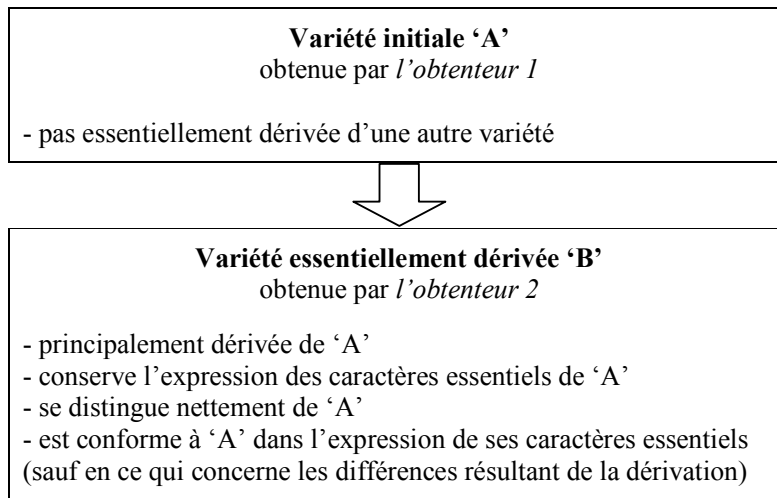 Variété initiale ‘A’
obtenue par l’obtenteur 1
- pas essentiellement dérivée d’une autre variété
Variété essentiellement dérivée ‘B’
obtenue par l’obtenteur 2
- principalement dérivée de ‘A’
- conserve l’expression des caractères essentiels de ‘A’
- se distingue nettement de ‘A’
- est conforme à ‘A’ dans l’expression de ses caractères essentiels
(sauf en ce qui concerne les différences résultant de la dérivation)